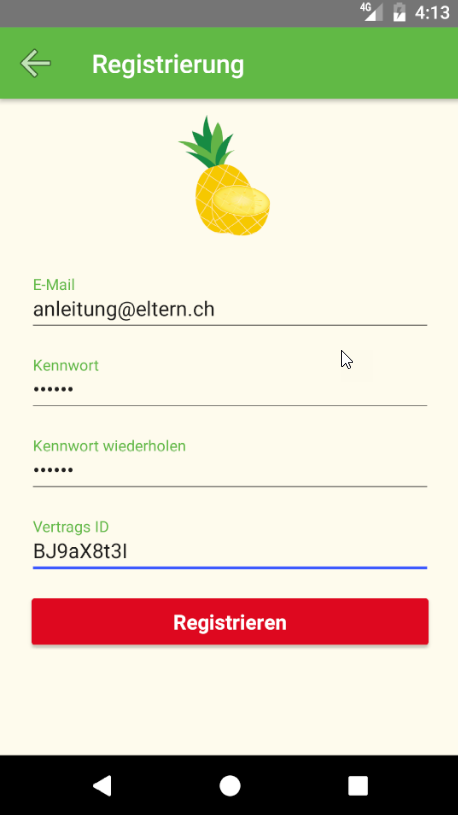 4G 4:13
Registrierung
E-Mail
anleitung@eltern.ch
Kennwort
••••••
Kennwort wiederholen
••••••
Vertrags ID
BJ9aX8t3I
Registrieren